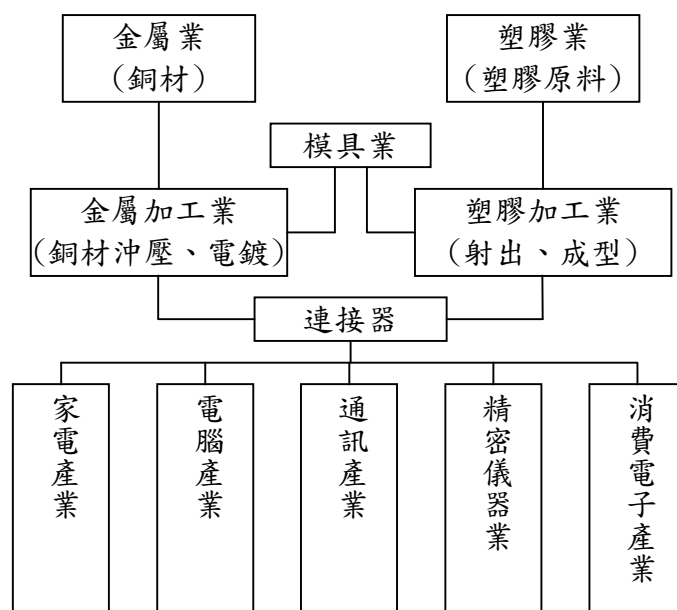 金屬業
(銅材)
塑膠業
(塑膠原料)
模具業
金屬加工業
(銅材沖壓、電鍍)
塑膠加工業
(射出、成型)
連接器
家電產業
電腦產業
通訊產業
精密儀器業
消費電子產業